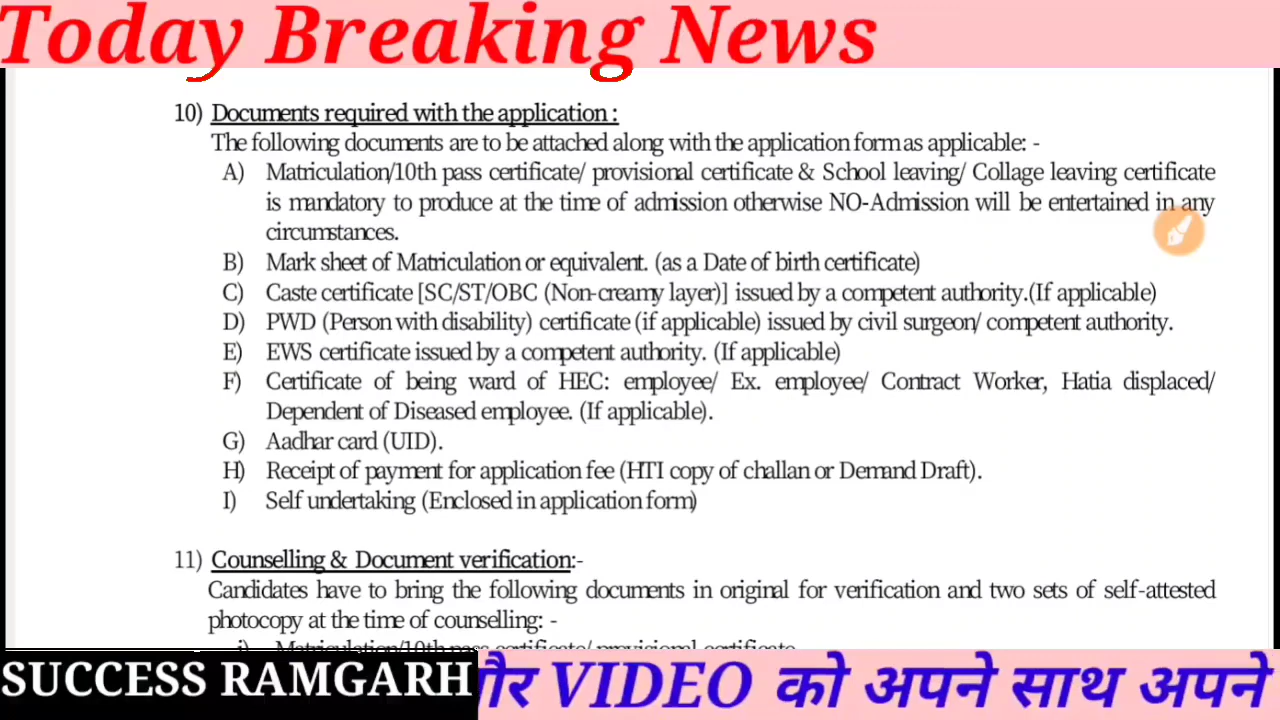 Today Breaking News
10) Documents required with the application :
The following documents are to be attached along with the application form as applicable: -
A) Matriculation/10th pass certificate/ provisional certificate & School leaving/ Collage leaving certificate
is mandatory to produce at the time of admission otherwise NO-Admission will be entertained in any
circumstances.
B) Mark sheet of Matriculation or equivalent. (as a Date of birth certificate)
C) Caste certificate [SC/ST/OBC (Non-creamy layer)] issued by a competent authority.(If applicable)
D) PWD (Person with disability) certificate (if applicable) issued by civil surgeon/ competent authority.
E) EWS certificate issued by a competent authority. (If applicable)
F) Certificate of being ward of HEC: employee/ Ex. employee/ Contract Worker, Hatia displaced/
Dependent of Diseased employee. (If applicable).
G) Aadhar card (UID).
H) Receipt of payment for application fee (HTI copy of challan or Demand Draft).
I) Self undertaking (Enclosed in application form)
11) Counselling & Document verification:-
Candidates have to bring the following documents in original for verification and two sets of self-attested
photocopy at the time of counselling: -
i) Matriculation/10th pass certificate/ provisional certificate
SUCCESS RAMGARH और VIDEO को अपने साथ अपने